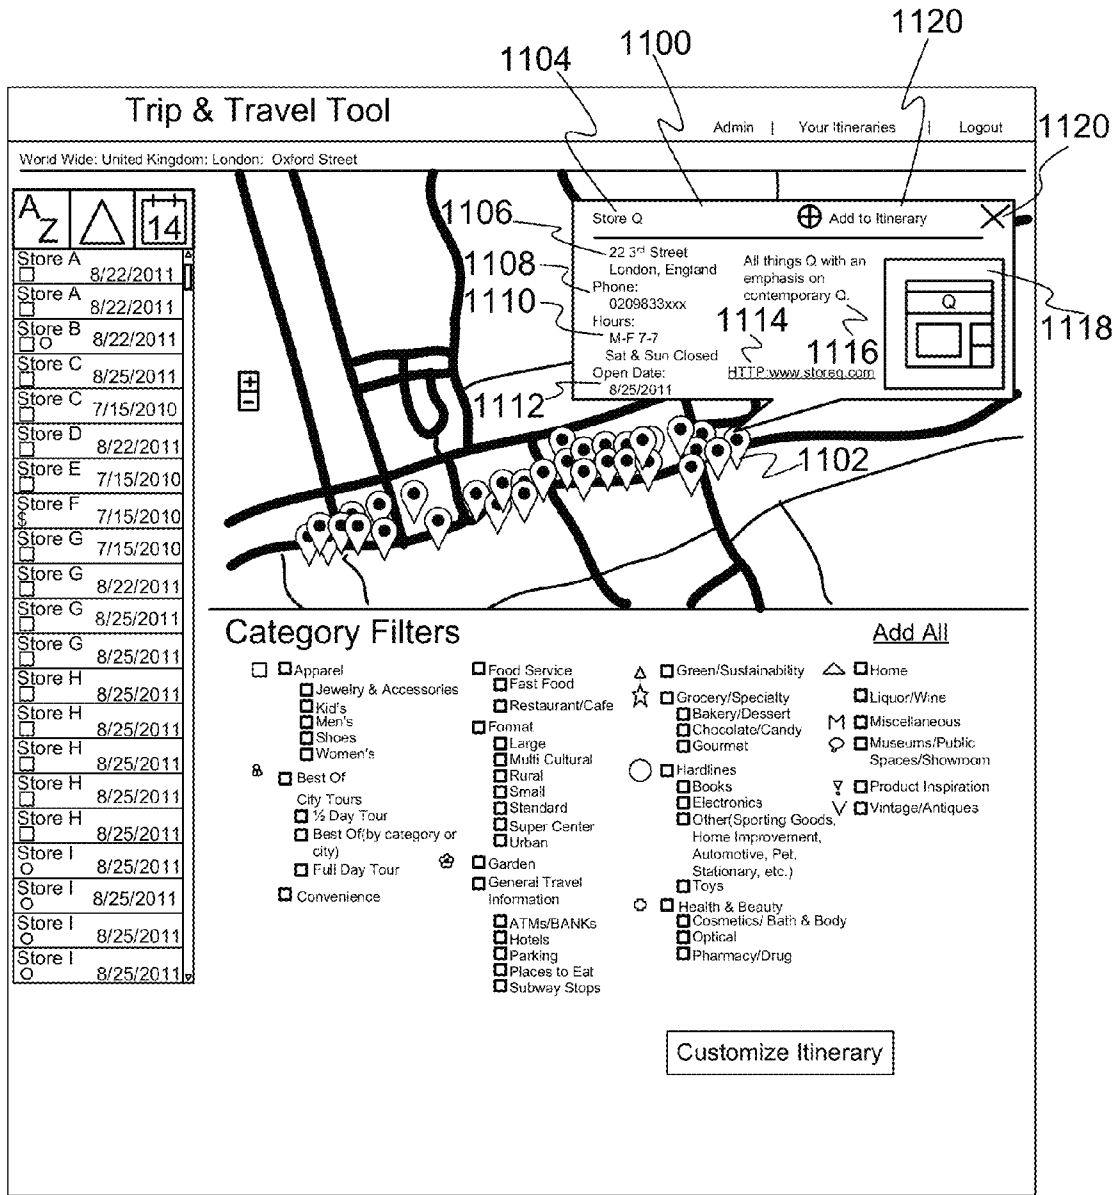 1104
1100
1120
Trip & Travel Tool
Admin | Your Itineraries | Logout
1120
World Wide: United Kingdom: London: Oxford Street
A
Z
14
Store A
8/22/2011
Store A
8/22/2011
Store B
8/22/2011
Store C
8/25/2011
Store C
7/15/2010
Store D
8/22/2011
Store E
7/15/2010
Store F
$ 7/15/2010
Store G
7/15/2010
Store G
8/22/2011
Store G
8/25/2011
Store G
8/25/2011
Store H
8/25/2011
Store H
8/25/2011
Store H
8/25/2011
Store H
8/25/2011
Store H
8/25/2011
Store I
8/25/2011
Store I
8/25/2011
Store I
8/25/2011
Store I
8/25/2011
+
-
1106
1108
1110
1112
Store Q
Add to Itinerary
22 3rd Street
London, England
Phone:
0209833xxx
Hours:
M-F 7-7
Sat & Sun Closed
Open Date:
8/25/2011
All things Q with an
emphasis on
contemporary Q.
1114
1116
HTTP:www.storeq.com
Q
1118
1102
Category Filters
Add All
Apparel
Jewelry & Accessories
Kid's
Men's
Shoes
Women's
Best Of
City Tours
½ Day Tour
Best Of(by category or
city)
Full Day Tour
Convenience
Food Service
Fast Food
Restaurant/Cafe
Format
Large
Multi Cultural
Rural
Small
Standard
Super Center
Urban
Garden
General Travel
Information
ATMs/BANKs
Hotels
Parking
Places to Eat
Subway Stops
Green/Sustainability
Grocery/Specialty
Bakery/Dessert
Chocolate/Candy
Gourmet
Hardlines
Books
Electronics
Other(Sporting Goods,
Home Improvement,
Automotive, Pet,
Stationary, etc.)
Toys
Health & Beauty
Cosmetics/ Bath & Body
Optical
Pharmacy/Drug
Home
Liquor/Wine
M Miscellaneous
Museums/Public
Spaces/Showroom
Product Inspiration
V Vintage/Antiques
Customize Itinerary